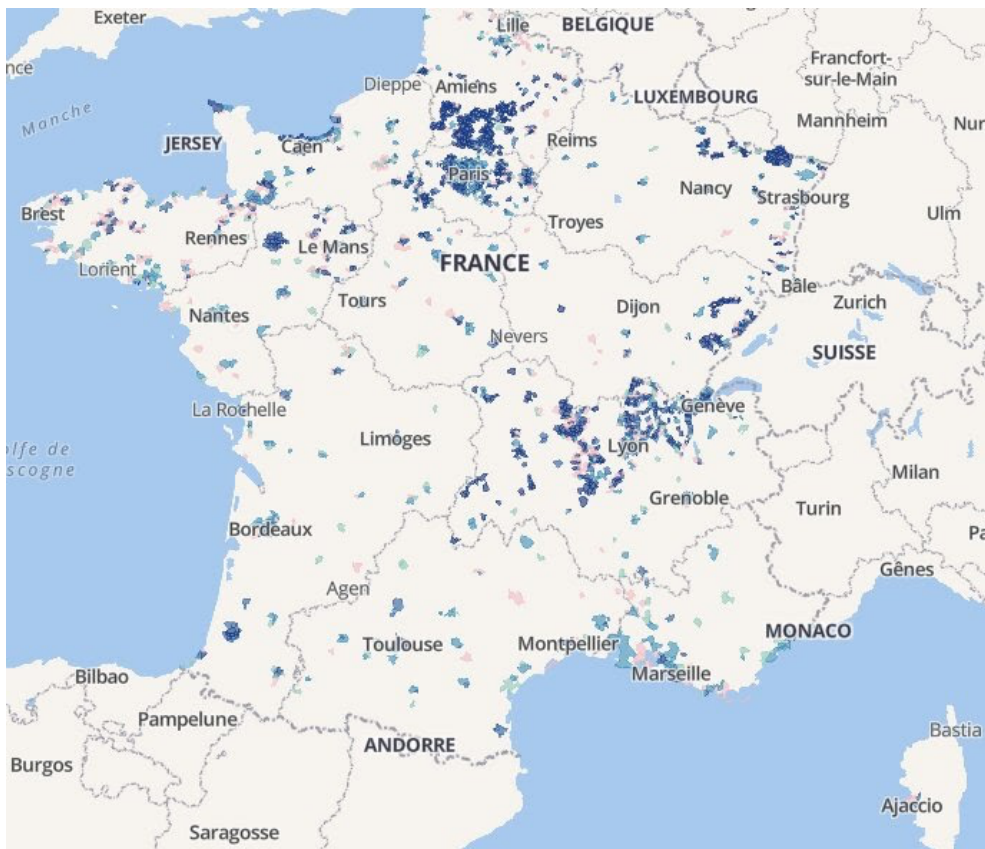 Exeter
Lille
BELGIQUE
nce
Dieppe
Amiens
Francfort-
sur-le-Main
LUXEMBOURG
Manche
JERSEY
Caen
Reims
Mannheim
Nur
Paris
Nancy
Strasbourg
Brest
Rennes
Le Mans
Troyes
Ulm
Lorient
FRANCE
Nantes
Tours
Dijon
Bâle
Zurich
Nevers
SUISSE
La Rochelle
Genève
Limoges
Lyon
olfe de
scogne
Milan
Grenoble
Turin
Bordeaux
Pa
Gênes
Agen
Toulouse
Montpellier
MONACO
Marseille
Bilbao
Pampelune
ANDORRE
Bastia
Burgos
Ajaccio
Saragosse